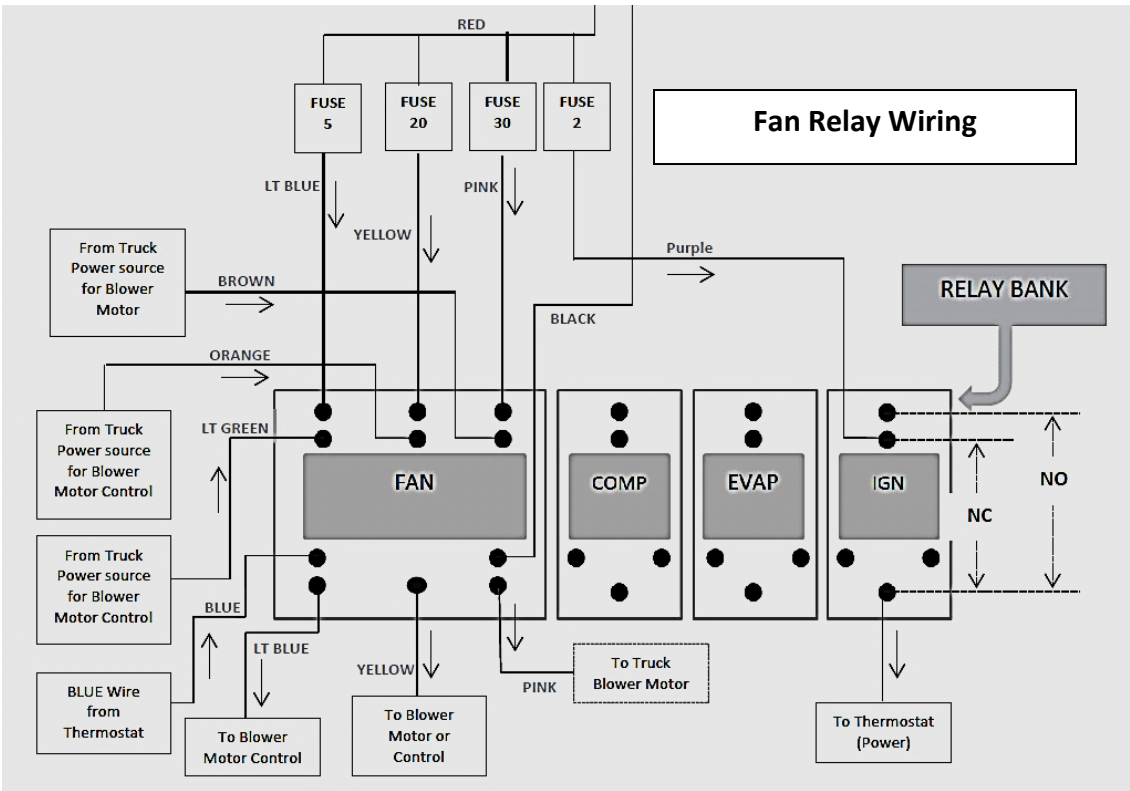 RED
FUSE
5
FUSE
20
FUSE
30
FUSE
2
Fan Relay Wiring
LT BLUE
PINK
YELLOW
Purple
From Truck
Power source
for Blower
Motor
BROWN
BLACK
RELAY BANK
ORANGE
From Truck
Power source
for Blower
Motor Control
LT GREEN
FAN
COMP
EVAP
IGN
NO
NC
From Truck
Power source
for Blower
Motor Control
BLUE
LT BLUE
YELLOW
PINK
To Truck
Blower Motor
BLUE Wire
from
Thermostat
To Blower
Motor Control
To Blower
Motor or
Control
To Thermostat
(Power)